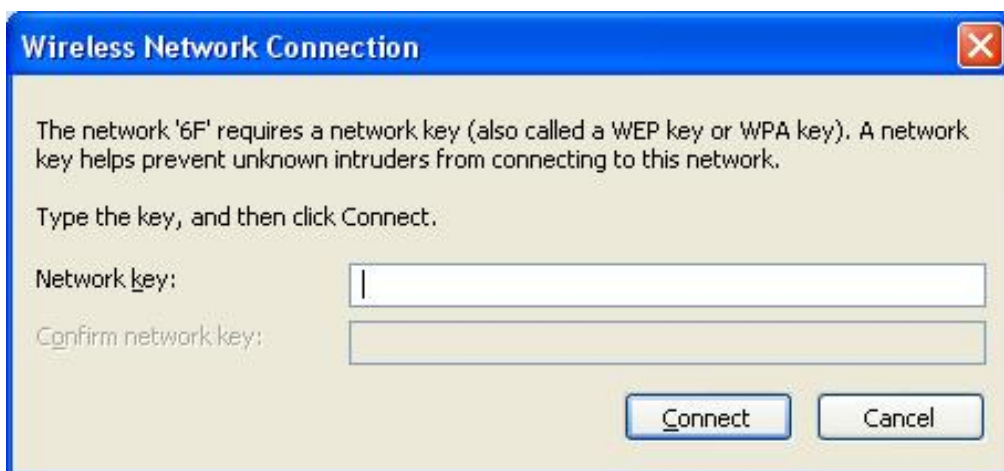 Wireless Network Connection
The network '6F' requires a network key (also called a WEP key or WPA key). A network
key helps prevent unknown intruders from connecting to this network.
Type the key, and then click Connect.
Network key:
Confirm network key:
Connect Cancel